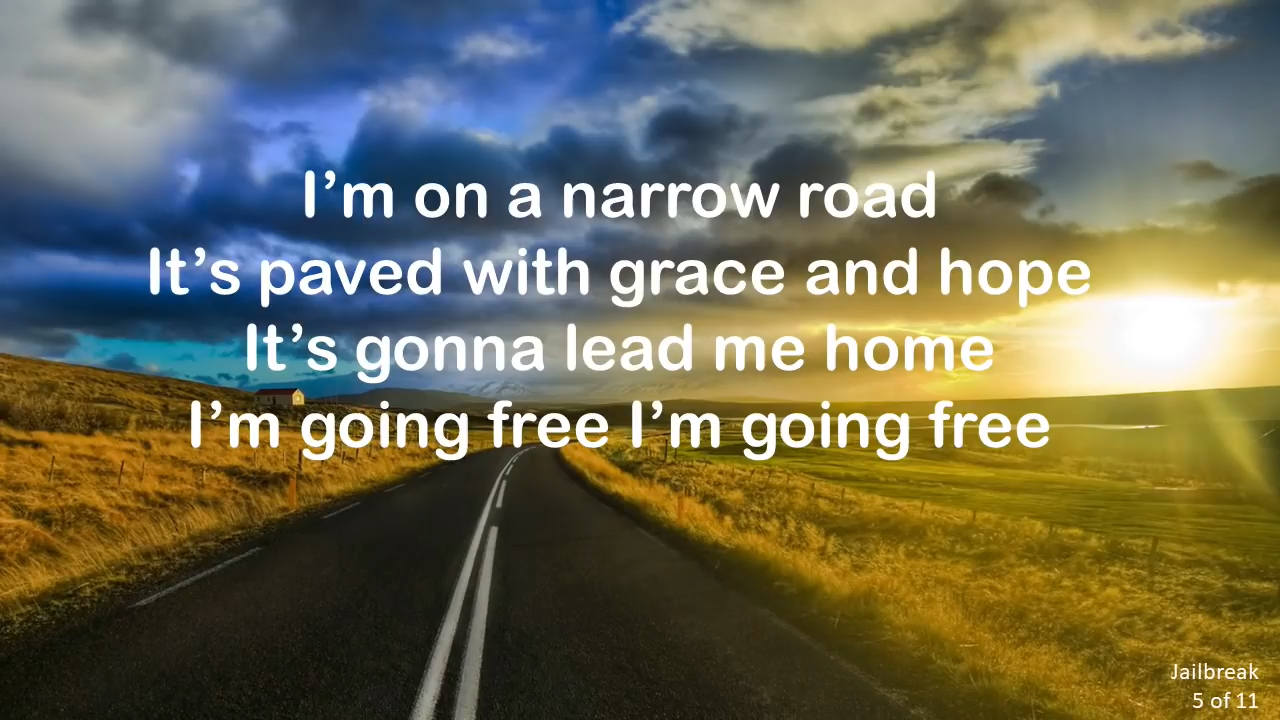 I’m on a narrow road
It’s paved with grace and hope
It’s gonna lead me home
I’m going free I’m going free
Jailbreak
5 of 11